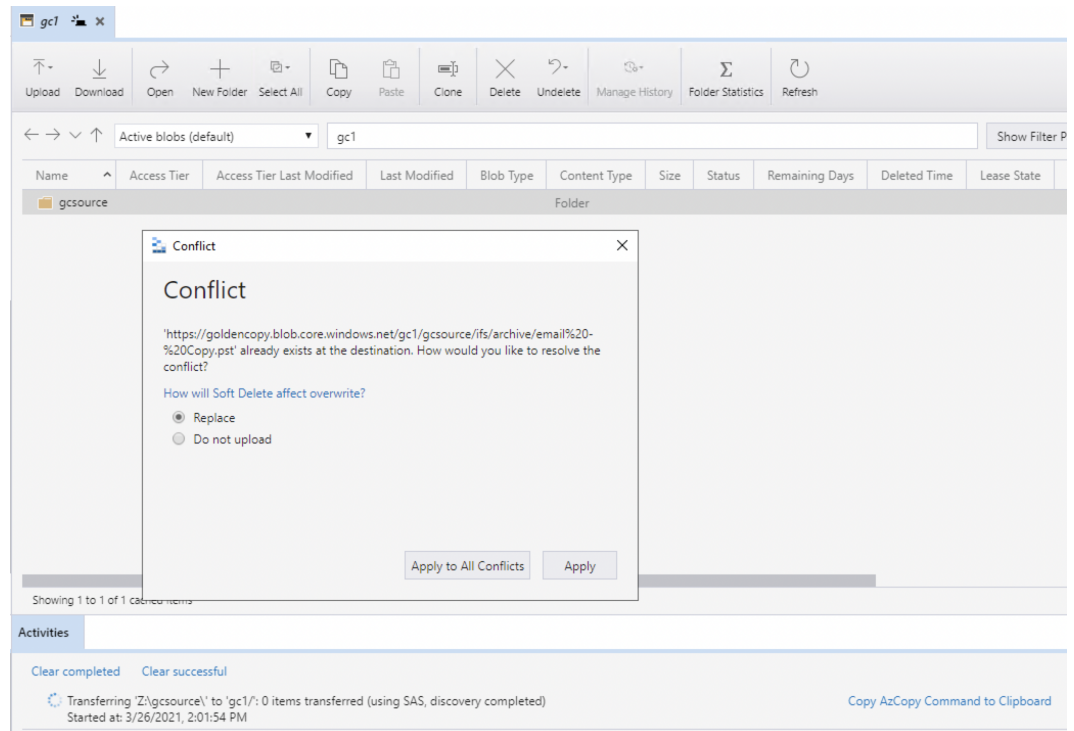 gc1
Upload Download Open New Folder Select All Copy Paste Clone Delete Undelete Manage History Folder Statistics Refresh
Active blobs (default) gc1 Show Filter P
Name Access Tier Access Tier Last Modified Last Modified Blob Type Content Type Size Status Remaining Days Deleted Time Lease State
gcsource Folder
Conflict
Conflict
'https://goldencopy.blob.core.windows.net/gc1/gcsource/ifs/archive/email%20-
%20Copy.pst' already exists at the destination. How would you like to resolve the
conflict?
How will Soft Delete affect overwrite?
Replace
Do not upload
Apply to All Conflicts Apply
Showing 1 to 1 of 1 cached items
Activities
Clear completed Clear successful
Transferring 'Z:\gcsource\' to 'gc1/': 0 items transferred (using SAS, discovery completed) Copy AzCopy Command to Clipboard
Started at: 3/26/2021, 2:01:54 PM